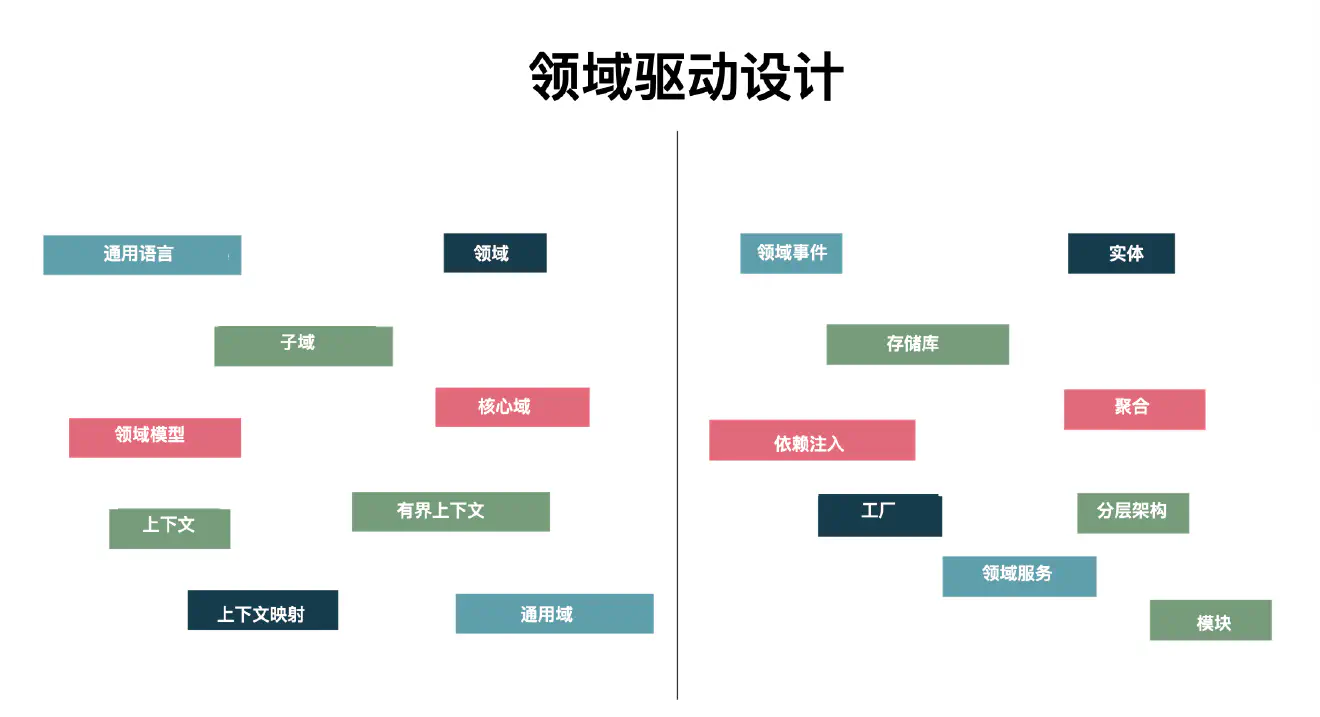 领域驱动设计
通用语言
领域
子域
核心域
领域模型
有界上下文
上下文
上下文映射
通用域
领域事件
实体
存储库
聚合
依赖注入
工厂
分层架构
领域服务
模块